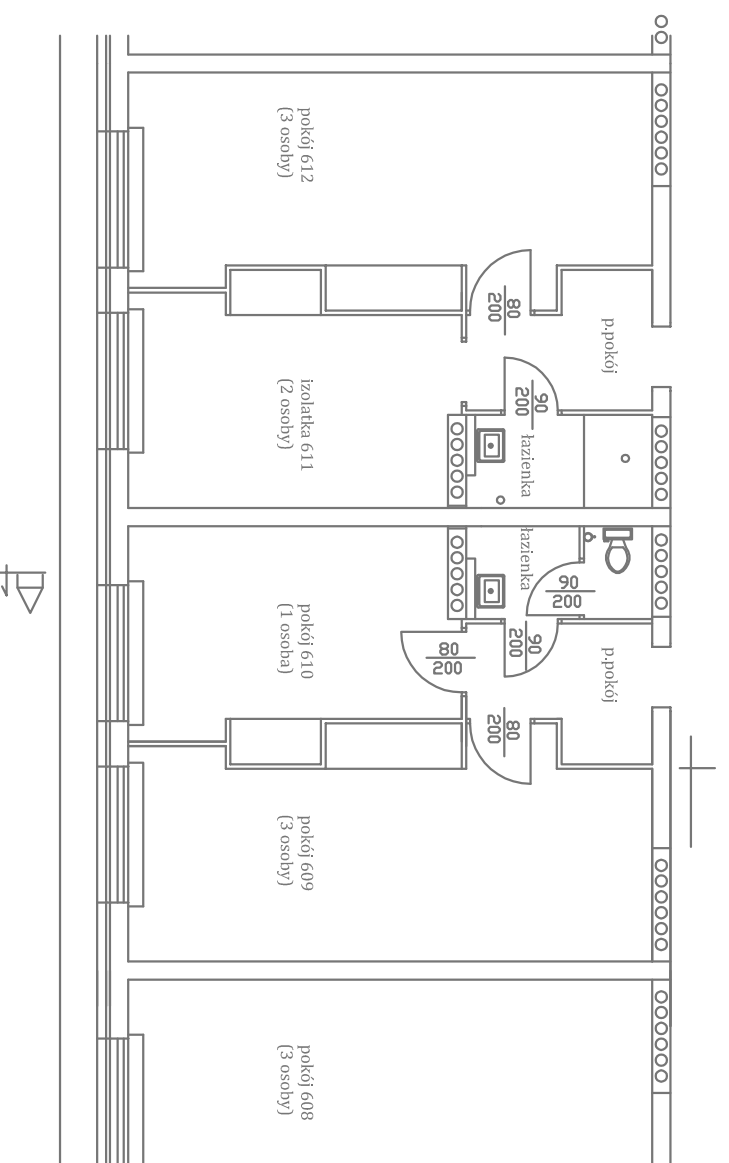 pokój 612
(3 osoby)
80
200
p.pokój
izolatka 611
(2 osoby)
90
200
łazienka
łazienka
90
200
pokój 610
(1 osoba)
80
200
90
200
p.pokój
80
200
pokój 609
(3 osoby)
pokój 608
(3 osoby)